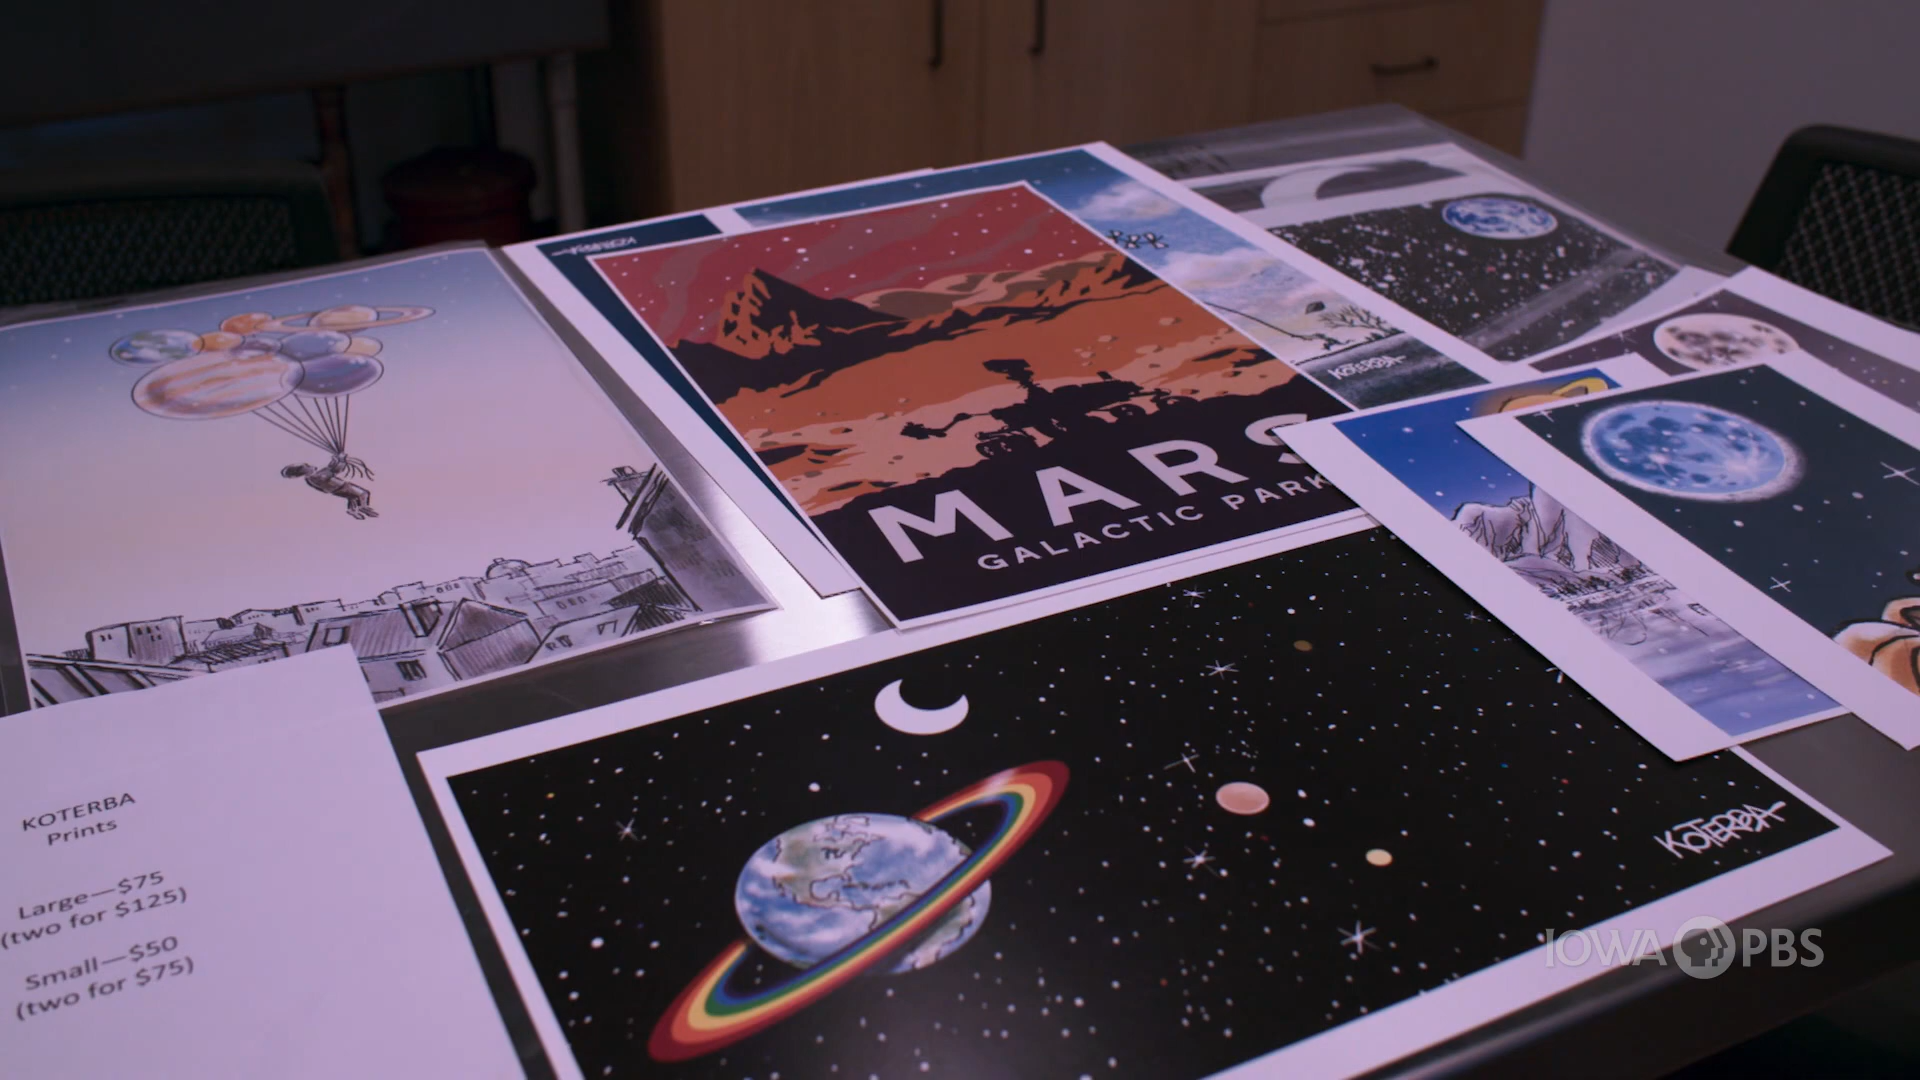 KOTERBA
MARS
GALACTIC PARK
KOTERBA
KOTERBA
Prints
Large—$75
(two for $125)
Small—$50
(two for $75)
KOTERBA
IOWA PBS